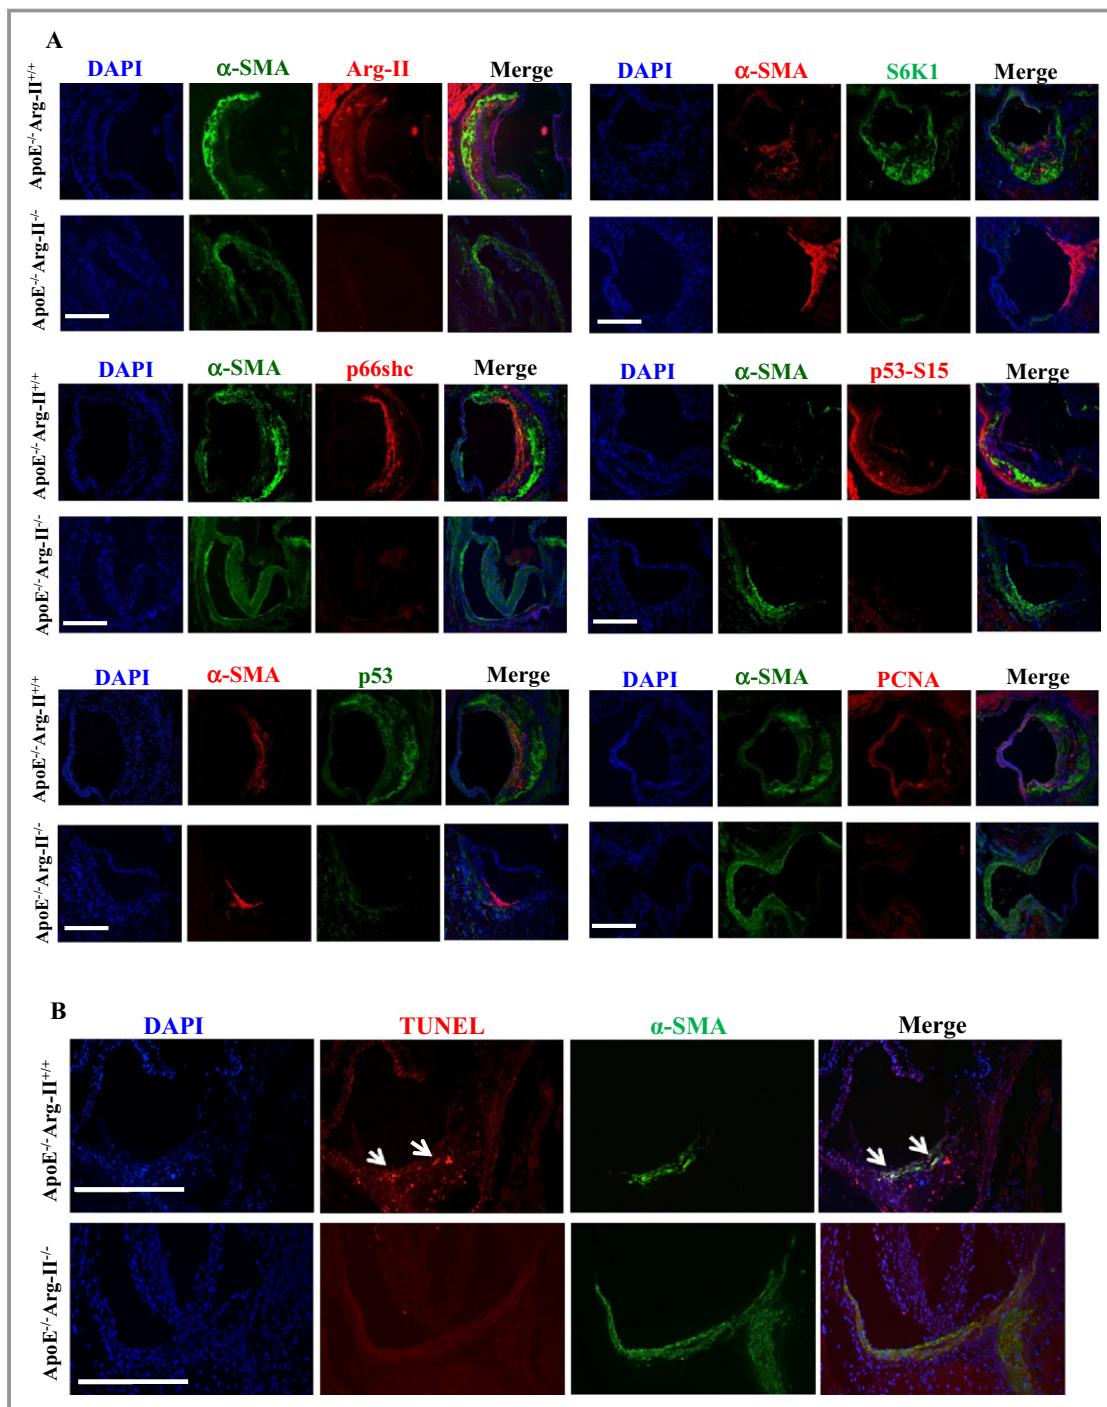 A
DAPI α-SMA Arg-II Merge DAPI α-SMA S6K1 Merge
ApoE-/-Arg-II+/+
ApoE-/-Arg-II-/-
DAPI α-SMA p66shc Merge DAPI α-SMA p53-S15 Merge
ApoE-/-Arg-II+/+
ApoE-/-Arg-II-/-
DAPI α-SMA p53 Merge DAPI α-SMA PCNA Merge
ApoE-/-Arg-II+/+
ApoE-/-Arg-II-/-
B
DAPI TUNEL α-SMA Merge
ApoE-/-Arg-II+/+
ApoE-/-Arg-II-/-